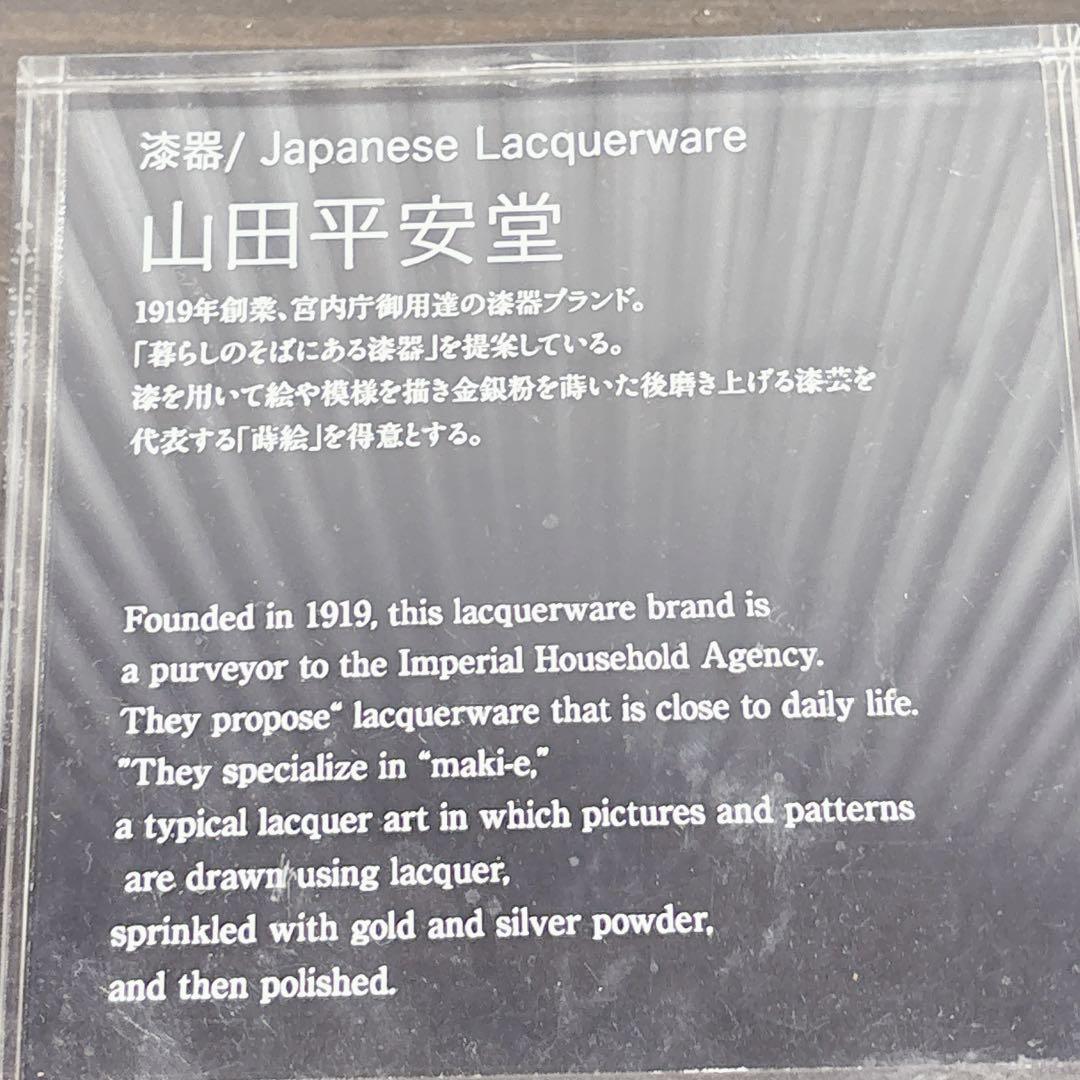 漆器/ Japanese Lacquerware
山田平安堂
1919年創業、宮内庁御用達の漆器ブランド。
「暮らしのそばにある漆器」を提案している。
漆を用いて絵や模様を描き金銀粉を蒔いた後磨き上げる漆芸を
代表する「蒔絵」を得意とする。
Founded in 1919, this lacquerware brand is
a purveyor to the Imperial Household Agency.
They propose“ lacquerware that is close to daily life.
"They specialize in “maki-e,”
a typical lacquer art in which pictures and patterns
are drawn using lacquer,
sprinkled with gold and silver powder,
and then polished.